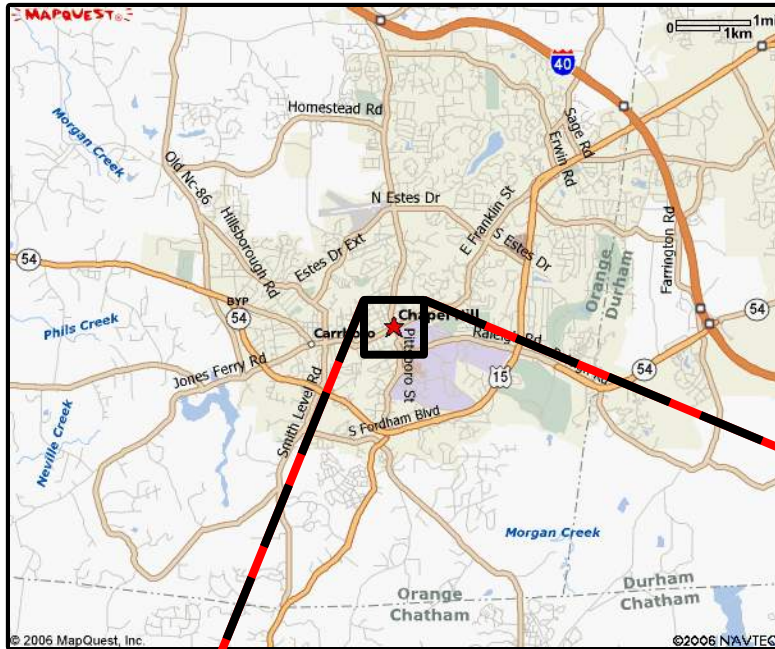 MAPQUEST®
0 1mi
1km
40
Homestead Rd
Sage Rd
Erwin Rd
Morgan Creek
Old Nc-86
N Estes Dr
E Franklin St
Hillsborough Rd
S Estes Dr
Estes Dr Ext
Farrington Rd
Orange
Durham
54
54
BYP
54
Phils Creek
Chapel Hill
Carrboro
Raleigh Rd
Pittsboro St
Raleigh Rd
Jones Ferry Rd
15
54
Smith Level Rd
S Fordham Blvd
Neville Creek
Morgan Creek
Orange
Chatham
Durham
Chatham
© 2006 MapQuest, Inc.
©2006 NAVTEQ